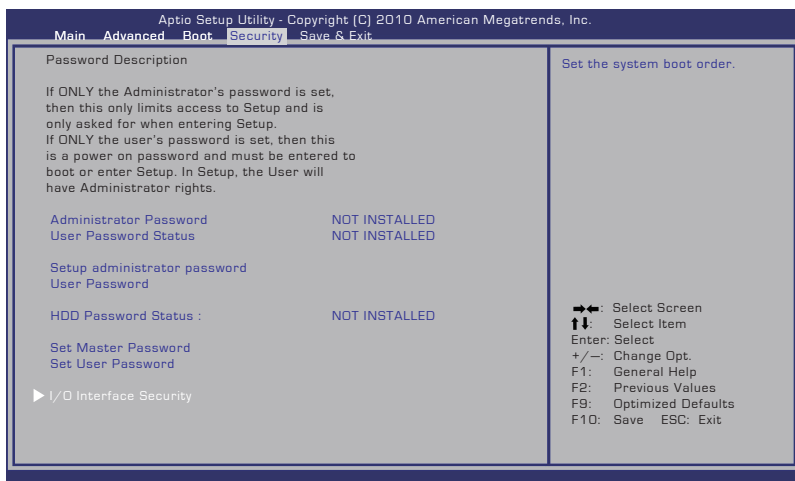 Aptio Setup Utility - Copyright (C) 2010 American Megatrends, Inc.
Main Advanced Boot Security Save & Exit
Password Description
If ONLY the Administrator's password is set,
then this only limits access to Setup and is
only asked for when entering Setup.
If ONLY the user's password is set, then this
is a power on password and must be entered to
boot or enter Setup. In Setup, the User will
have Administrator rights.
Administrator Password NOT INSTALLED
User Password Status NOT INSTALLED
Setup administrator password
User Password
HDD Password Status : NOT INSTALLED
Set Master Password
Set User Password
I/O Interface Security
Set the system boot order.
→←: Select Screen
↑↓: Select Item
Enter: Select
+/—: Change Opt.
F1: General Help
F2: Previous Values
F9: Optimized Defaults
F10: Save ESC: Exit